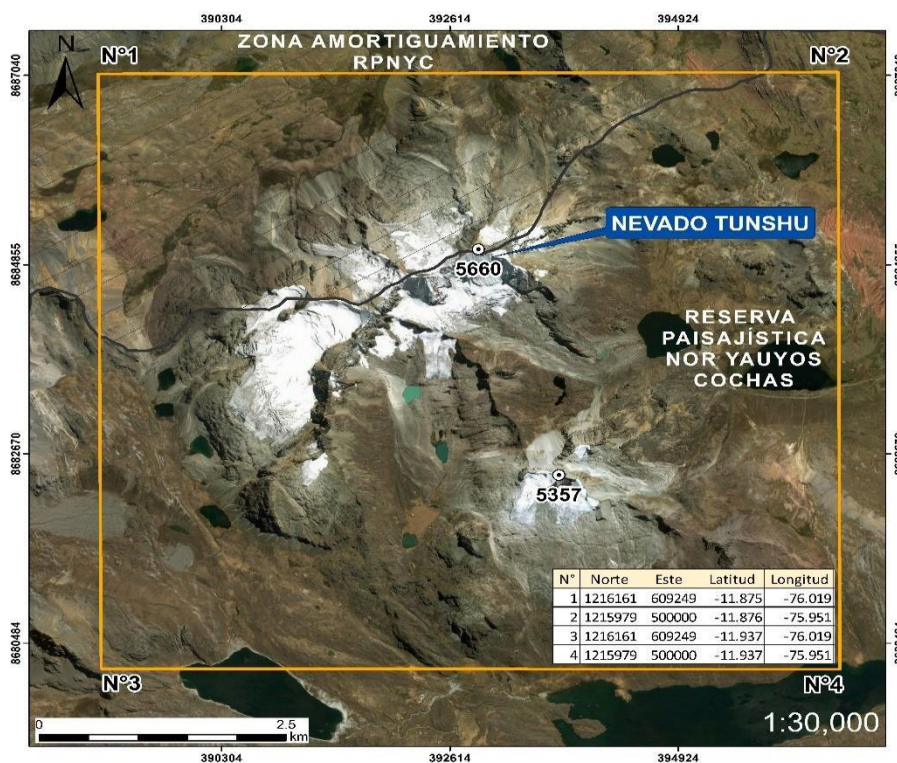 390304 392614 394924
N
N°1
ZONA AMORTIGUAMIENTO
RPNYC
N°2
8687040
NEVADO TUNSHU
5660
8684855
RESERVA
PAISAJÍSTICA
NOR YAUYOS
COCHAS
8682670
5357
N° Norte Este Latitud Longitud
1 1216161 609249 -11.875 -76.019
2 1215979 500000 -11.876 -75.951
3 1216161 609249 -11.937 -76.019
4 1215979 500000 -11.937 -75.951
8680484
N°3
N°4
0 2.5
km
1:30,000
390304 392614 394924